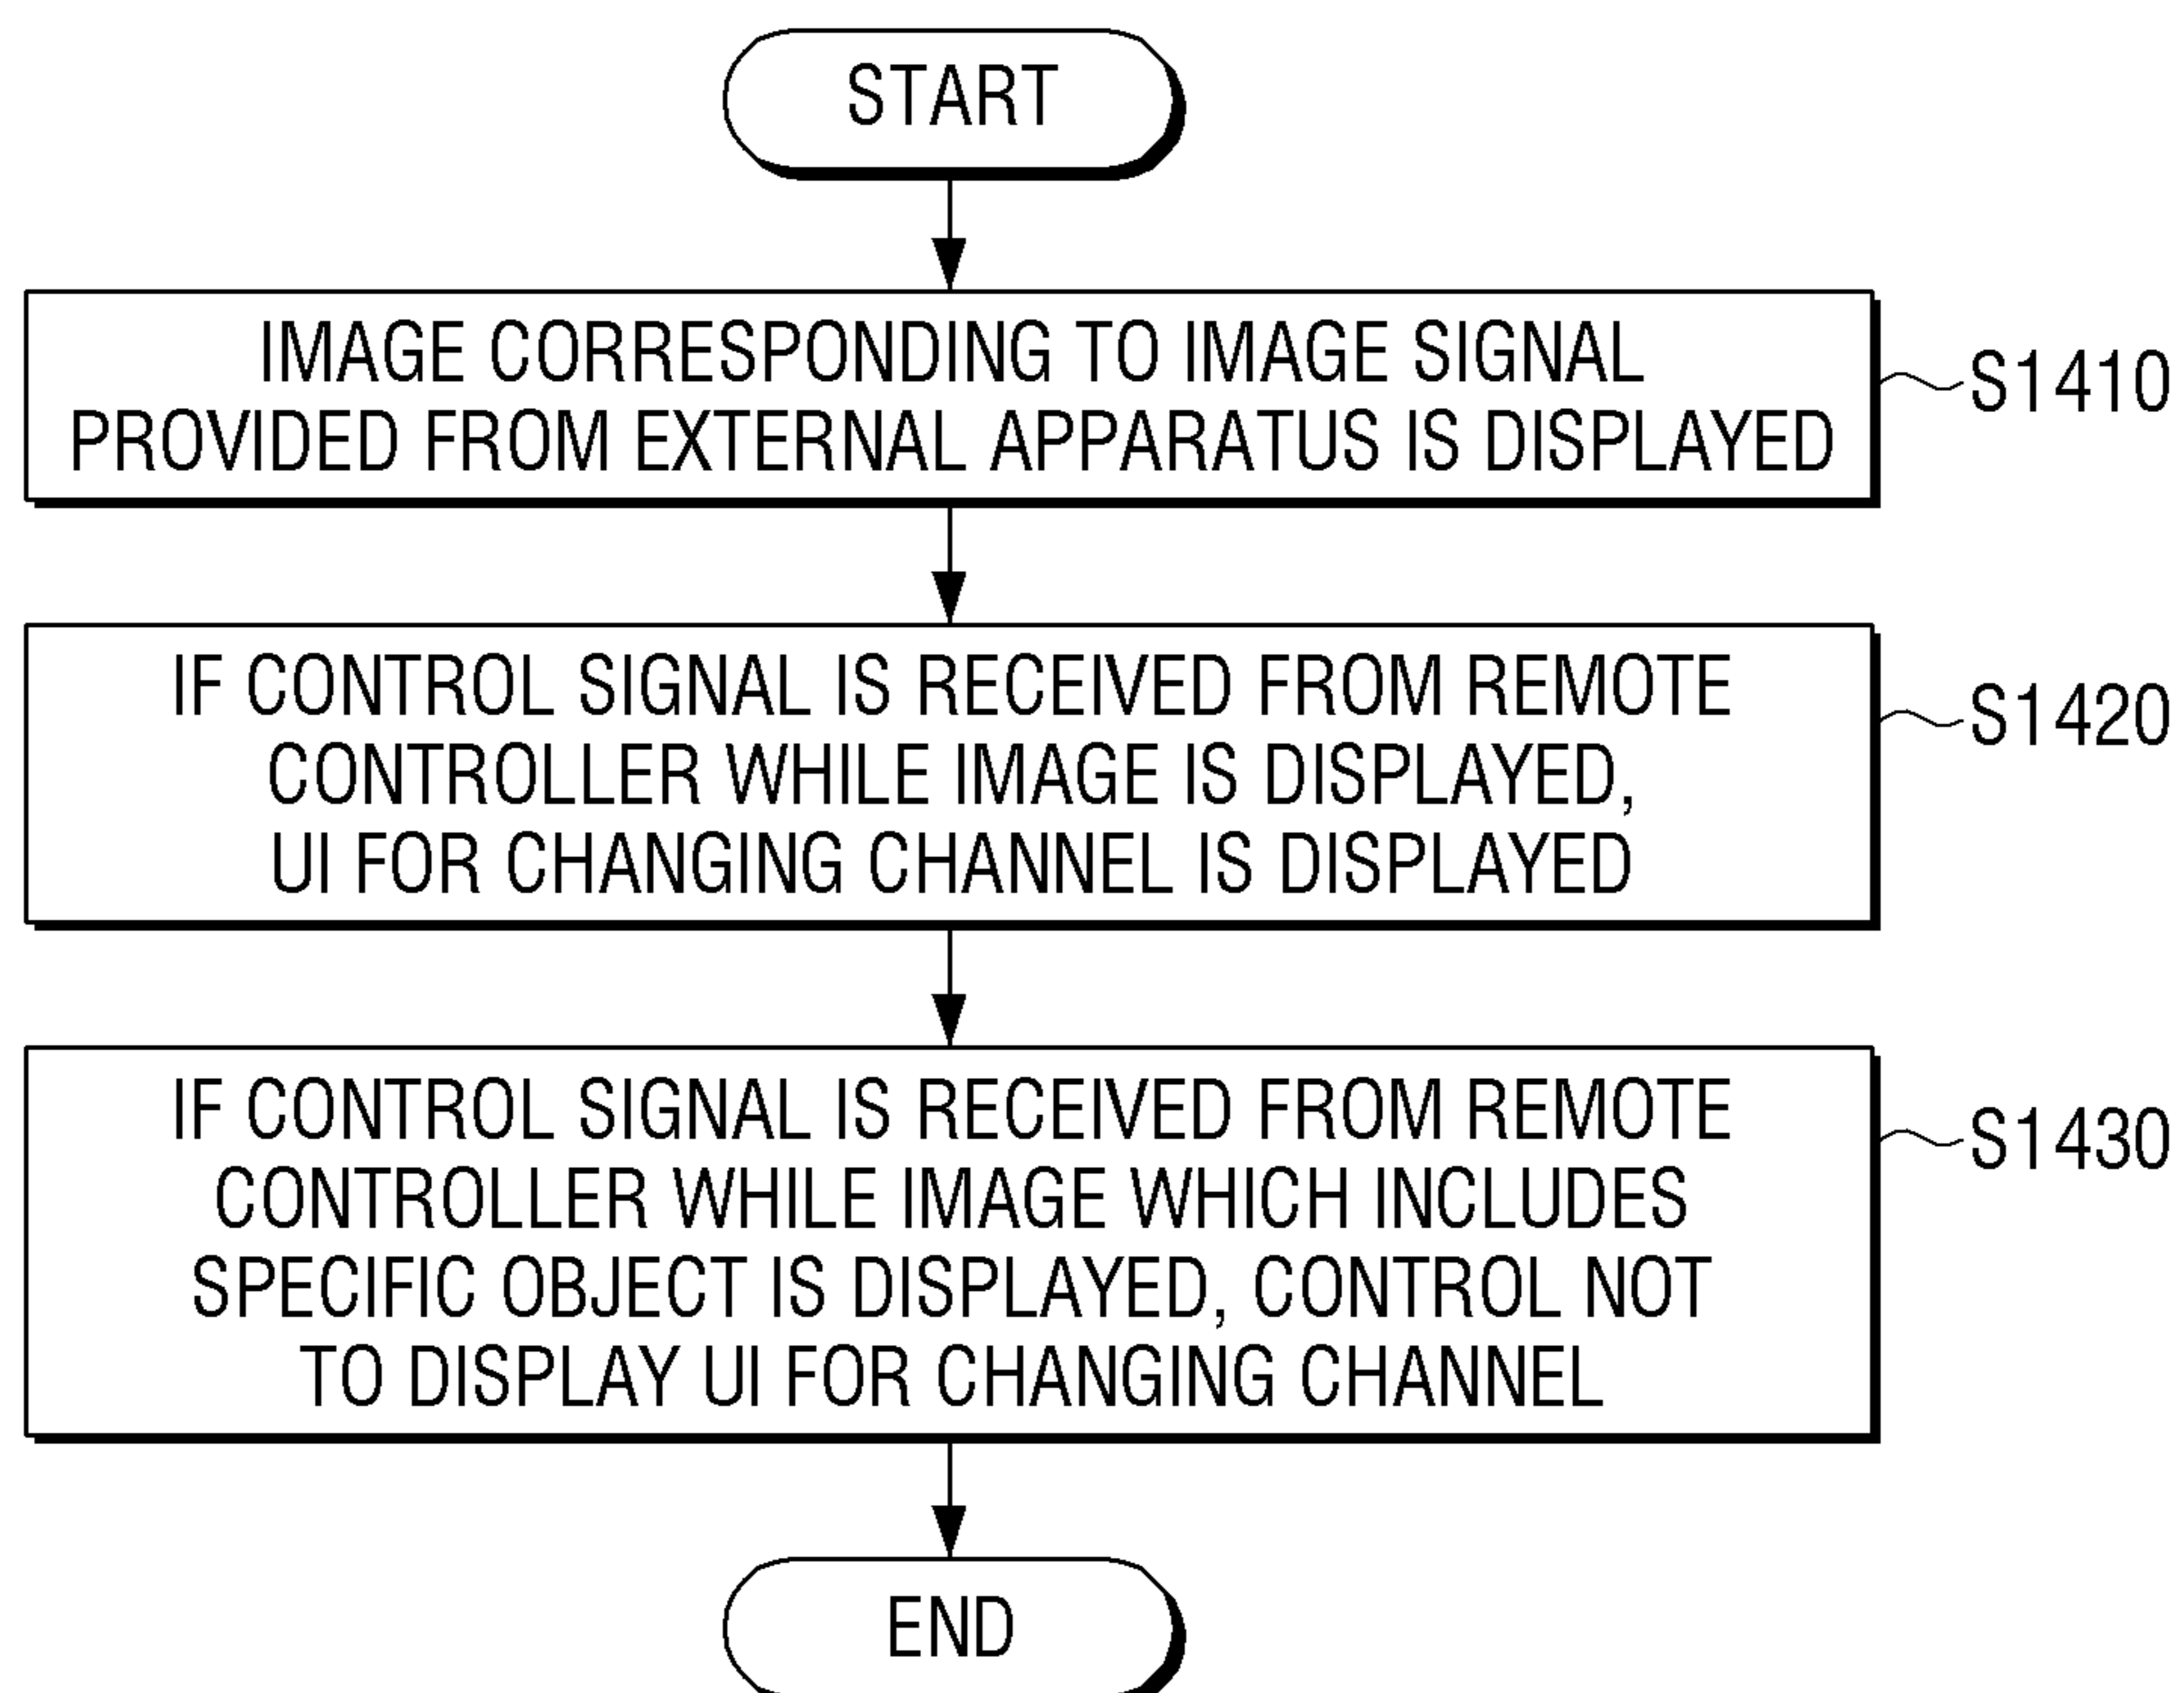 START
IMAGE CORRESPONDING TO IMAGE SIGNAL
PROVIDED FROM EXTERNAL APPARATUS IS DISPLAYED
S1410
IF CONTROL SIGNAL IS RECEIVED FROM REMOTE
CONTROLLER WHILE IMAGE IS DISPLAYED,
UI FOR CHANGING CHANNEL IS DISPLAYED
S1420
IF CONTROL SIGNAL IS RECEIVED FROM REMOTE
CONTROLLER WHILE IMAGE WHICH INCLUDES
SPECIFIC OBJECT IS DISPLAYED, CONTROL NOT
TO DISPLAY UI FOR CHANGING CHANNEL
S1430
END